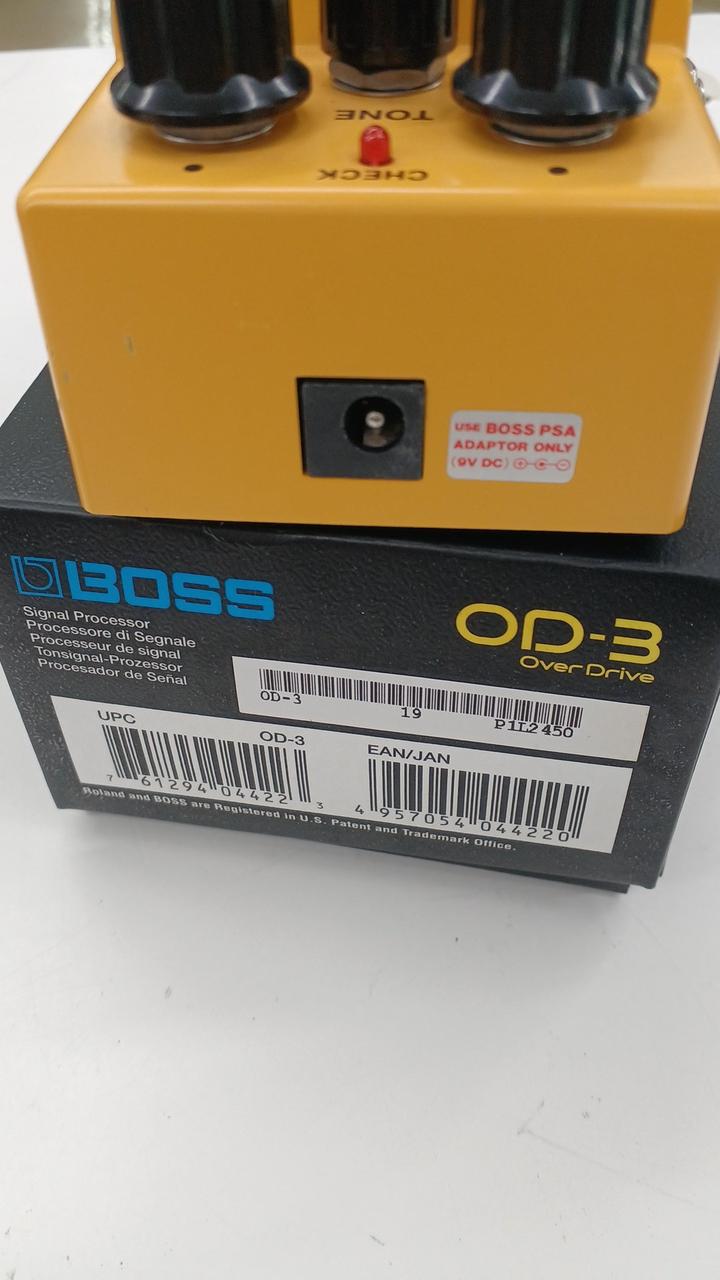 TONE
CHECK
USE BOSS PSA
ADAPTOR ONLY
(9V DC)
BOSS
Signal Processor
Processore di Segnale
Processeur de signal
Tonsignal-Prozessor
Procesador de Señal
OD-3
OverDrive
OD-3 19 P1L2450
UPC OD-3
7 61294 04422 3
EAN/JAN
4 957054 044220
Roland and BOSS are Registered in U.S. Patent and Trademark Office.